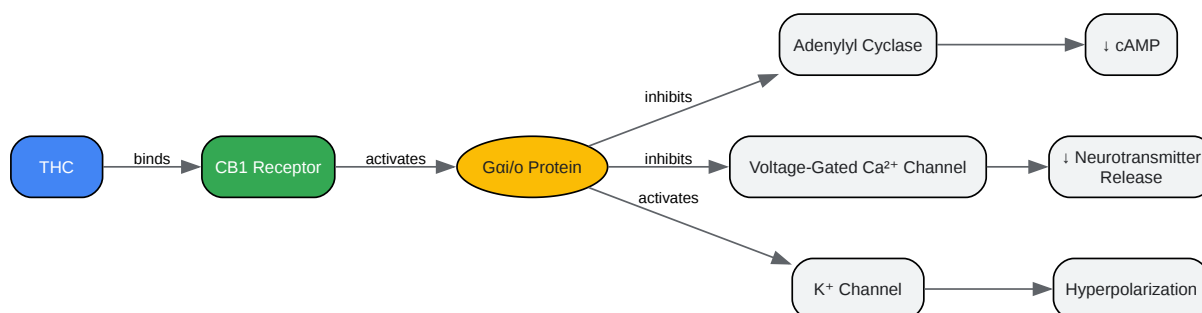 THC
binds
CB1 Receptor
activates
Gαi/o Protein
inhibits
Adenylyl Cyclase
↓ cAMP
inhibits
Voltage-Gated Ca²⁺ Channel
↓ Neurotransmitter
Release
activates
K⁺ Channel
Hyperpolarization